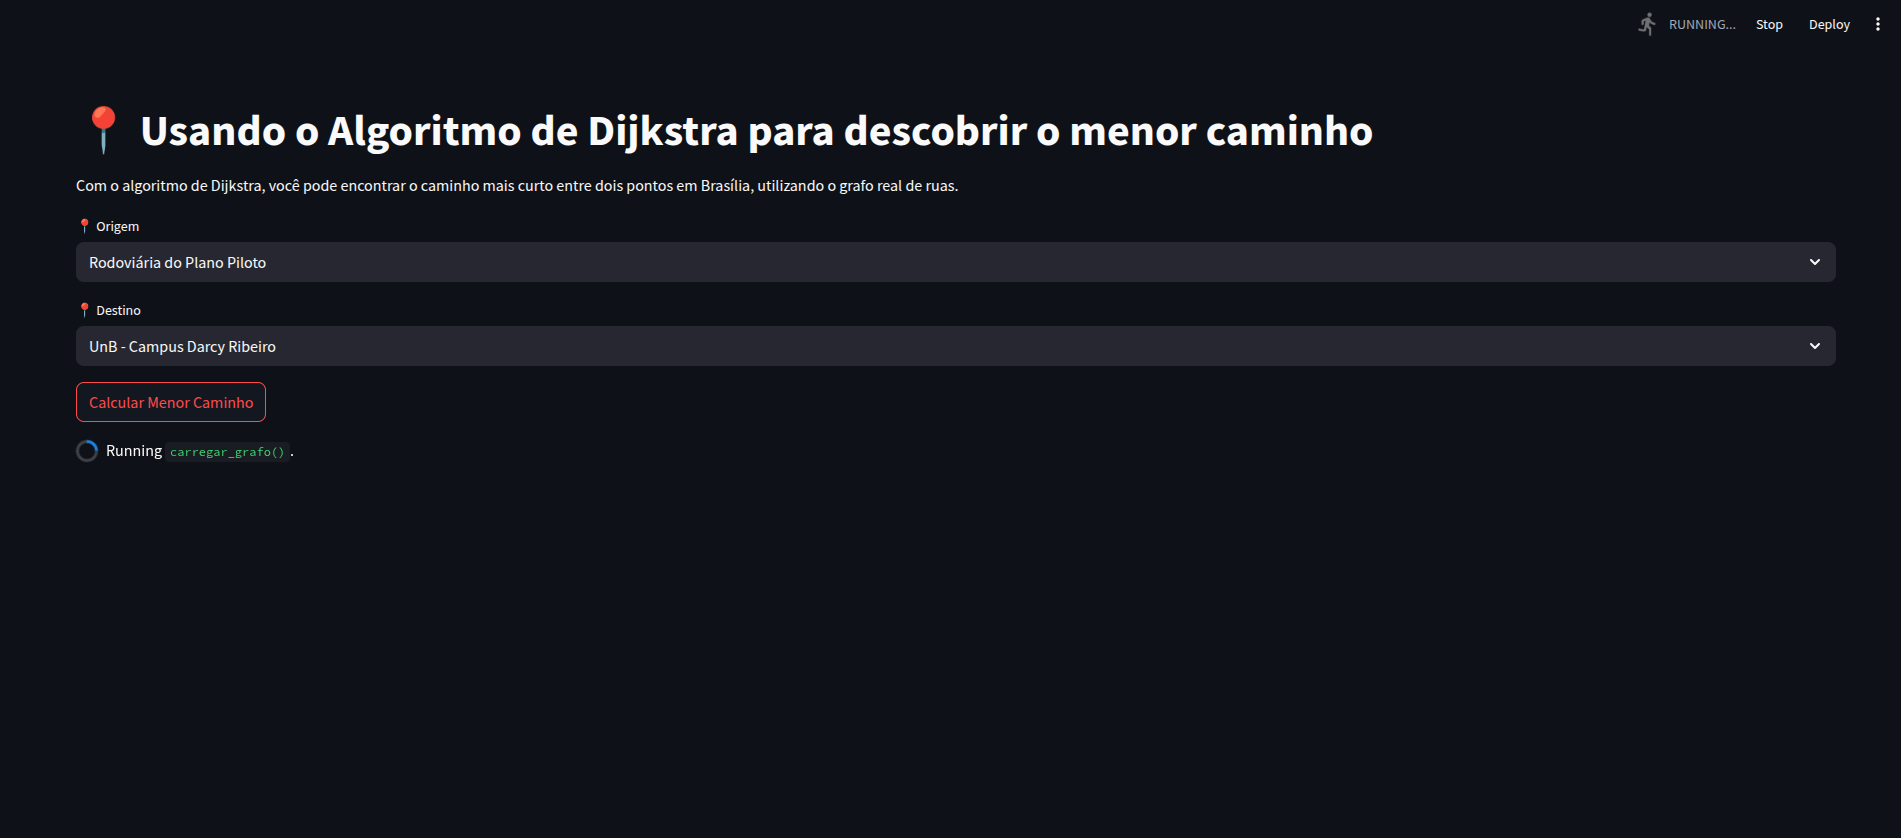 RUNNING... Stop Deploy
Usando o Algoritmo de Dijkstra para descobrir o menor caminho
Com o algoritmo de Dijkstra, você pode encontrar o caminho mais curto entre dois pontos em Brasília, utilizando o grafo real de ruas.
Origem
Rodoviária do Plano Piloto
Destino
UnB - Campus Darcy Ribeiro
Calcular Menor Caminho
Running carregar_grafo().